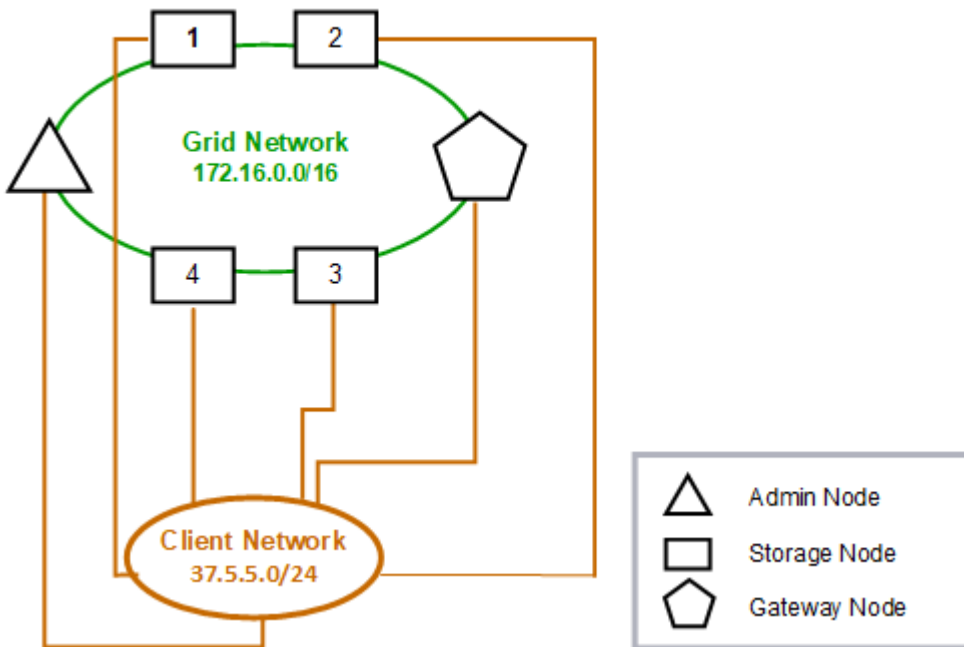 1
2
Grid Network
172.16.0.0/16
4
3
Client Network
37.5.5.0/24
Admin Node
Storage Node
Gateway Node